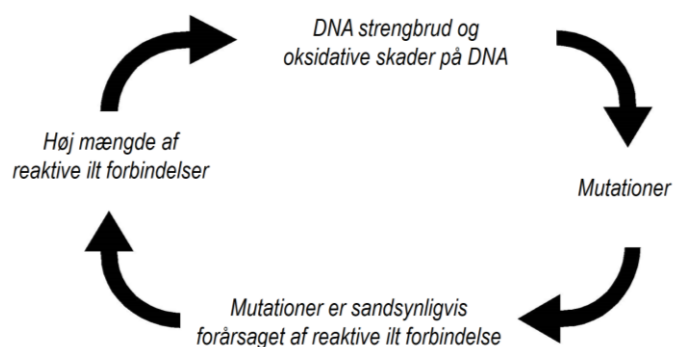 DNA strengbrud og
oksidative skader på DNA
Mutationer
Mutationer er sandsynligvis
forårsaget af reaktive ilt forbindelse
Høj mængde af
reaktive ilt forbindelser